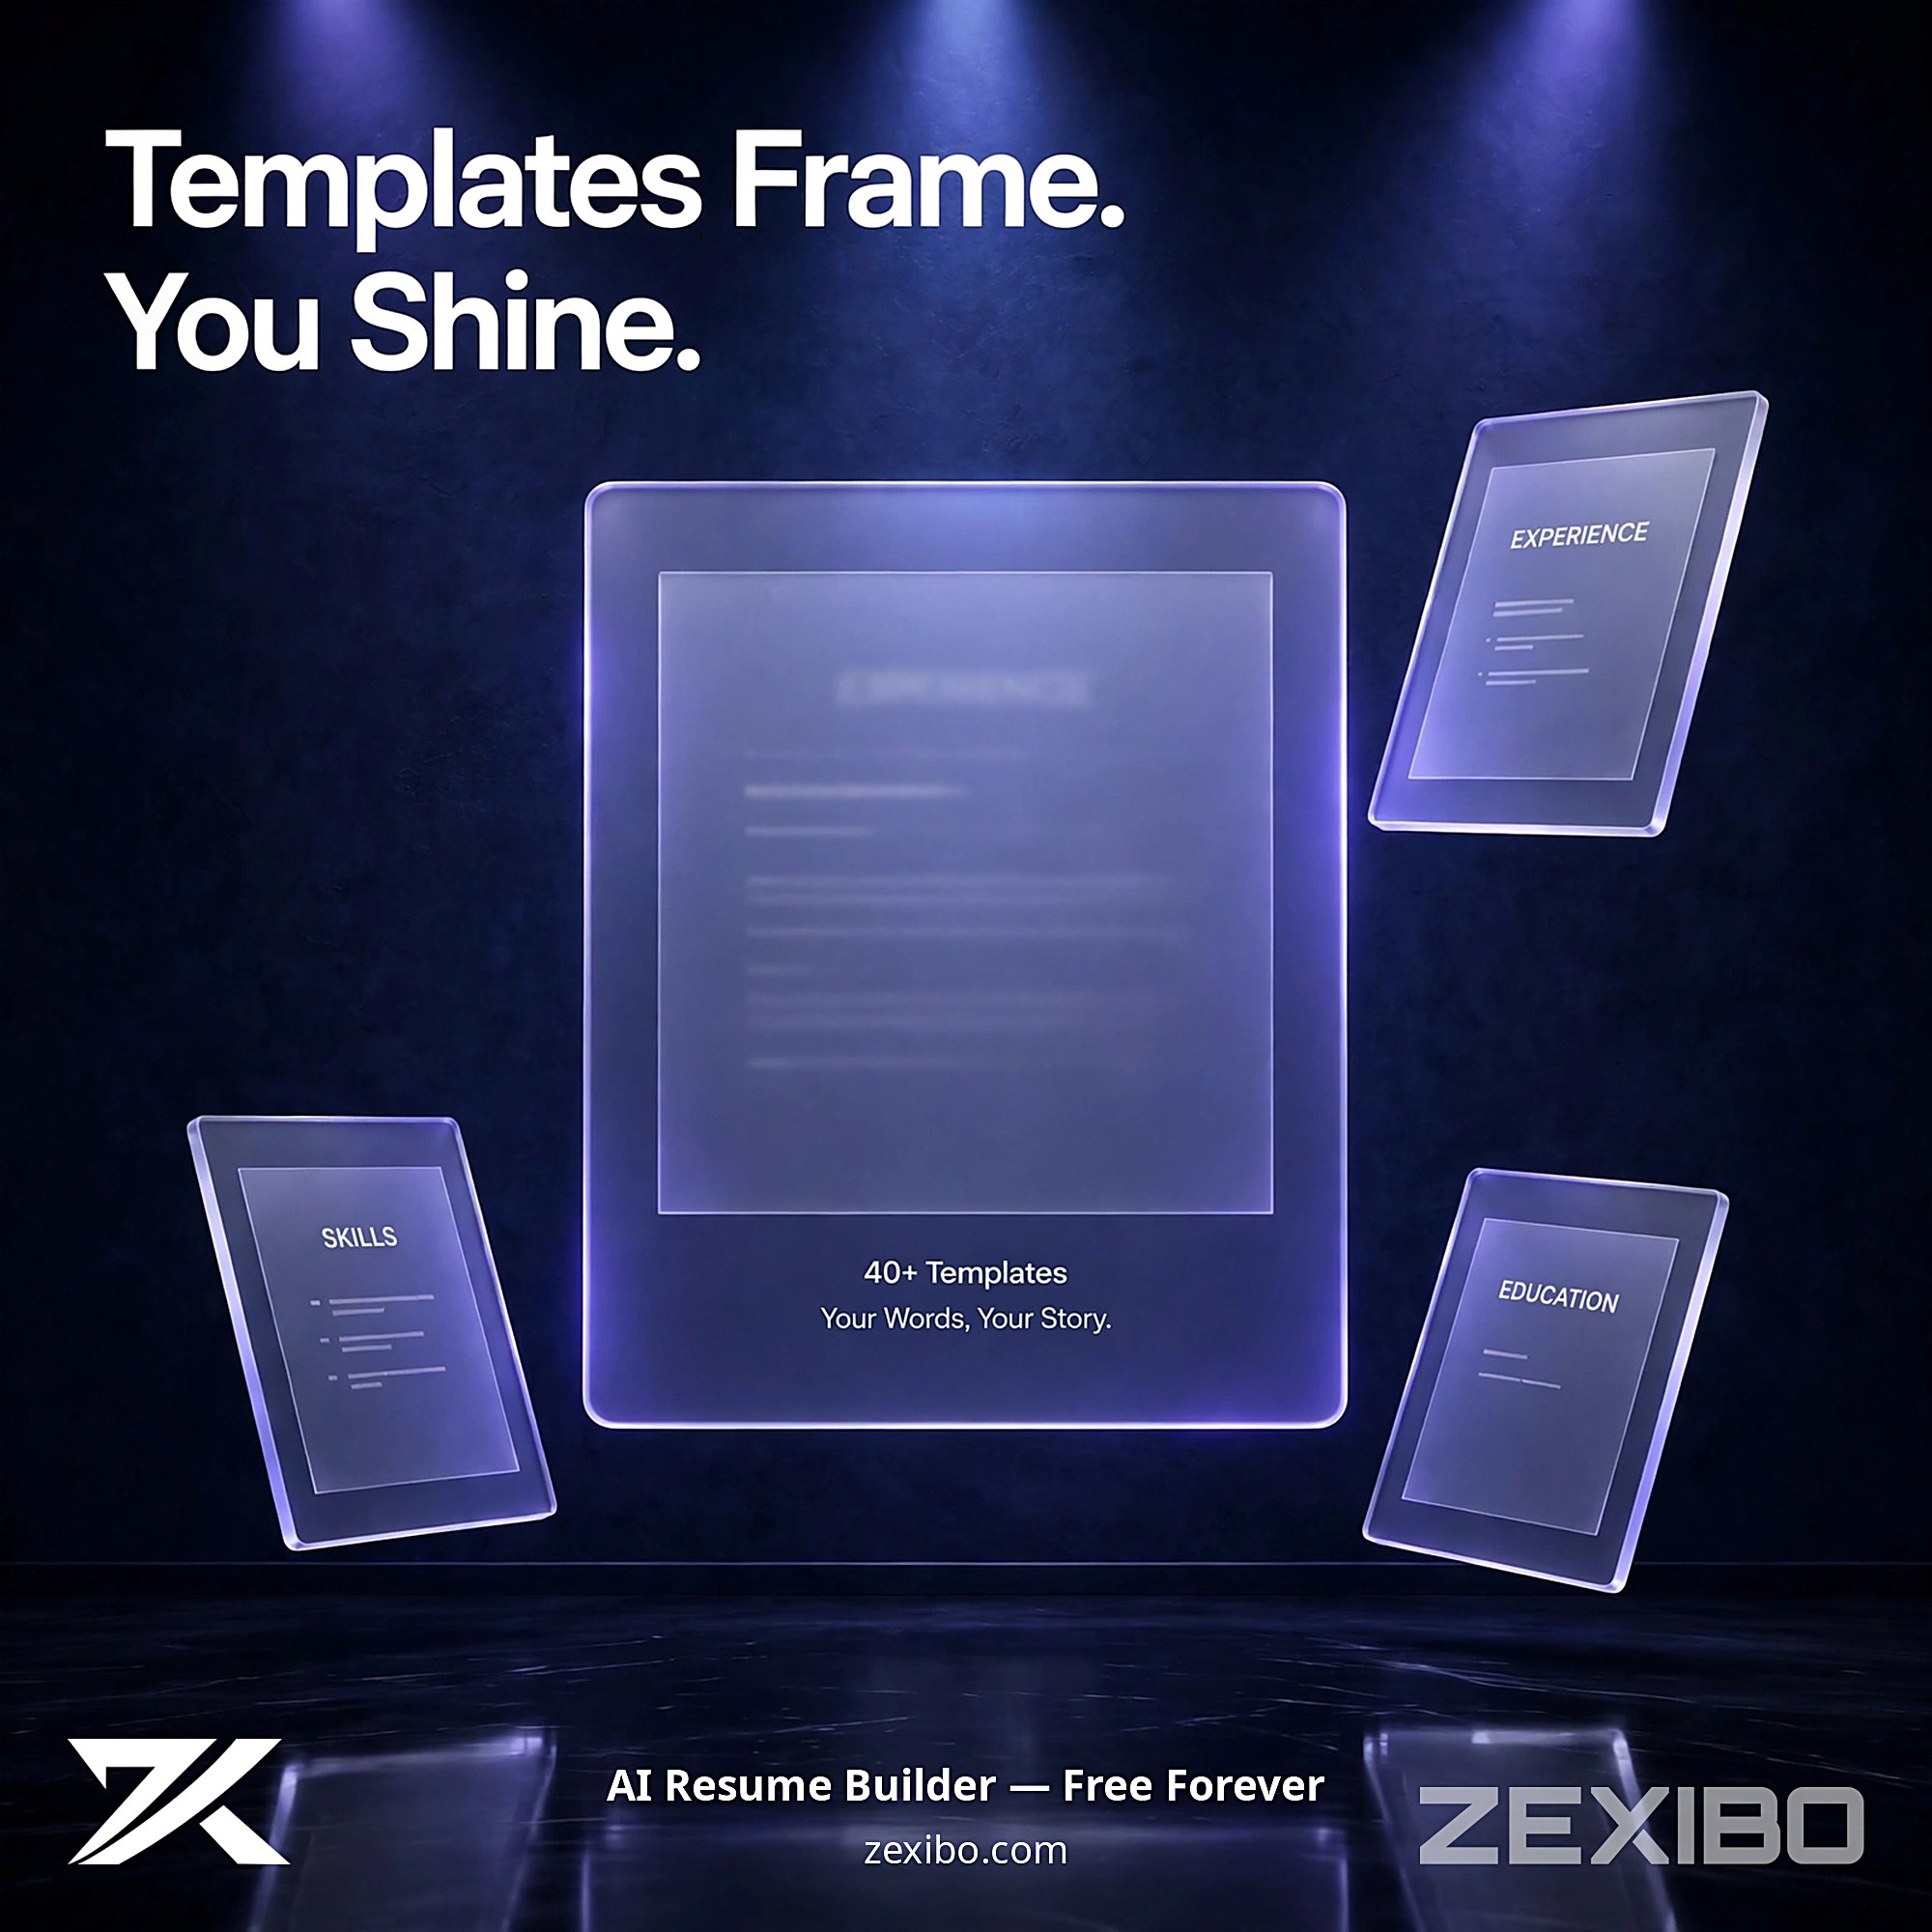 Templates Frame.
You Shine.
EXPERIENCE
SKILLS
EDUCATION
40+ Templates
Your Words, Your Story.
AI Resume Builder — Free Forever
zexibo.com
ZEXIBO